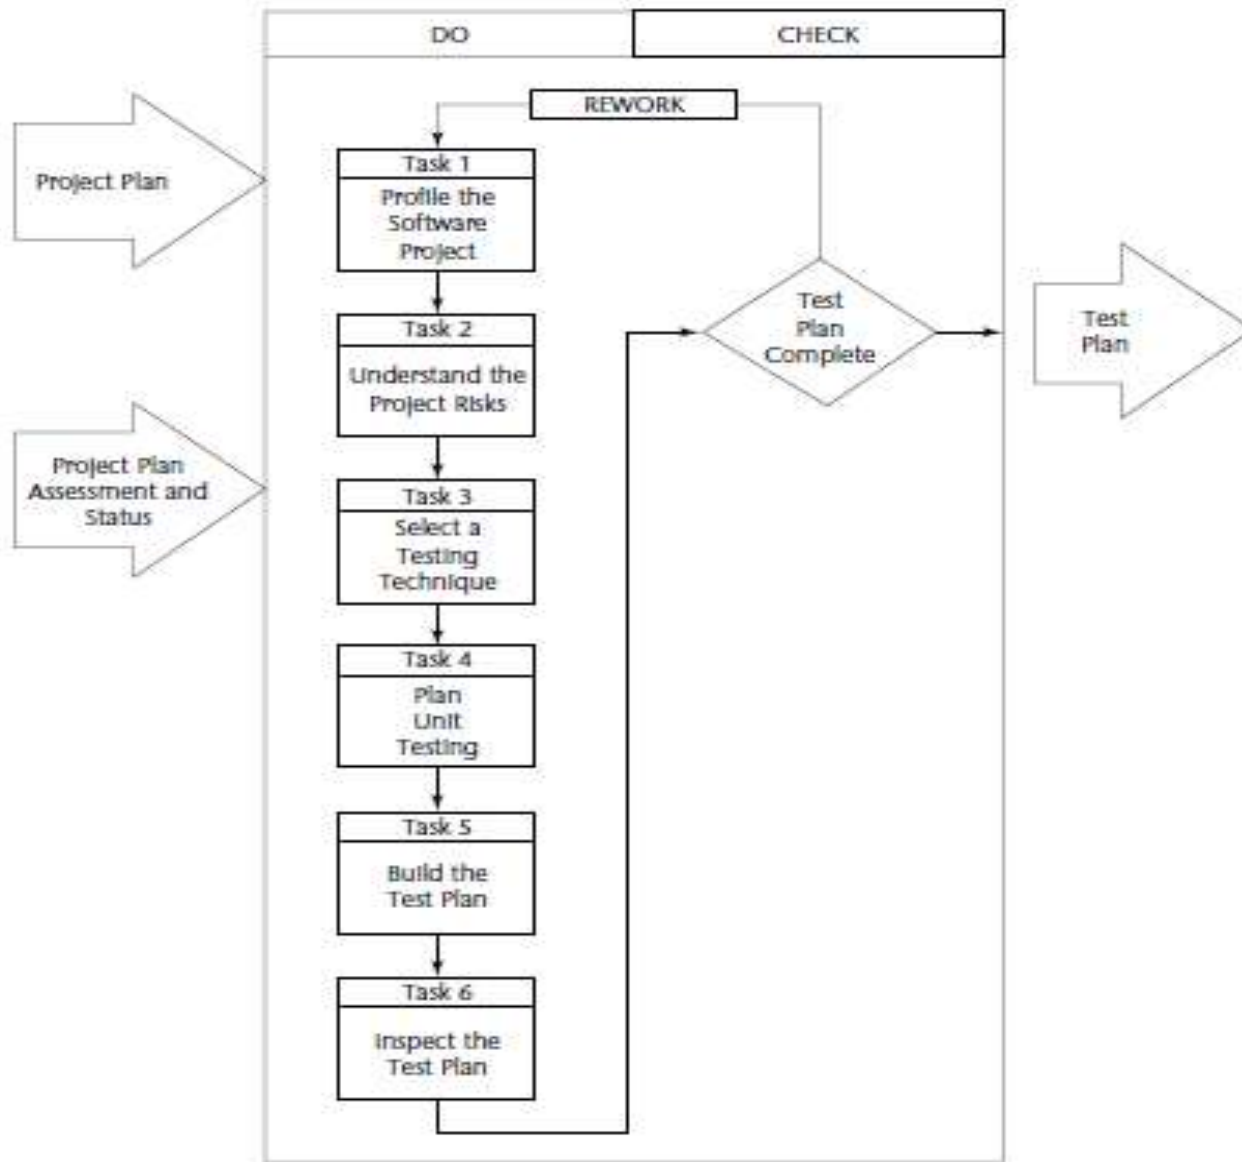 DO
CHECK
REWORK
Project Plan
Task 1
Profile the
Software
Project
Task 2
Understand the
Project Risks
Test
Plan
Complete
Test
Plan
Project Plan
Assessment and
Status
Task 3
Select a
Testing
Technique
Task 4
Plan
Unit
Testing
Task 5
Build the
Test Plan
Task 6
Inspect the
Test Plan